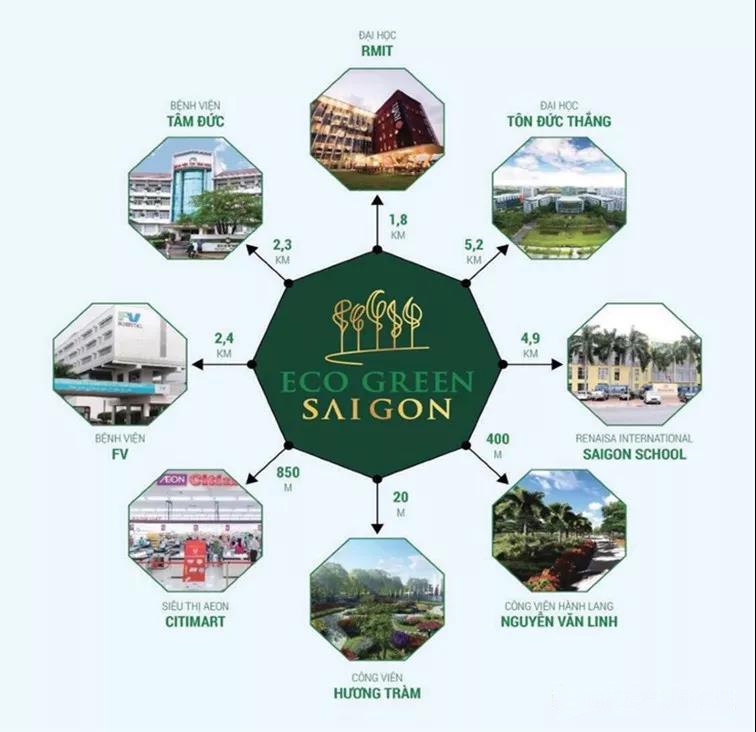 ĐẠI HỌC
RMIT
BỆNH VIỆN
TÂM ĐỨC
ĐẠI HỌC
TÔN ĐỨC THẮNG
1,8
KM
2,3
KM
5,2
KM
2,4
KM
4,9
KM
ECO GREEN
SAIGON
FV
HOSPITAL
BỆNH VIỆN
FV
RENAISA INTERNATIONAL
SAIGON SCHOOL
850
M
20
M
400
M
AEON Citimart
SIÊU THỊ AEON
CITIMART
CÔNG VIÊN HÀNH LANG
NGUYỄN VĂN LINH
CÔNG VIÊN
HƯƠNG TRÀM